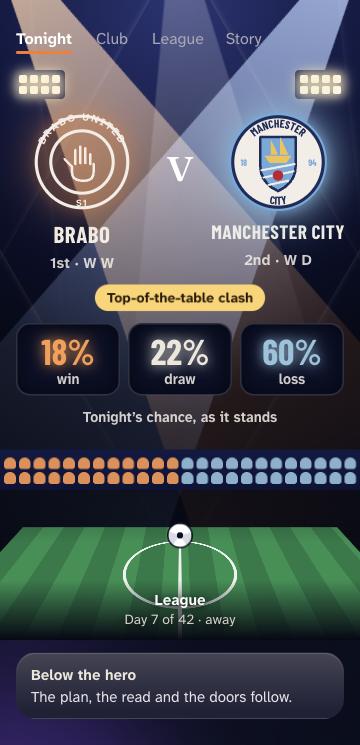 Tonight Club League Story
BRABO UNITED
S1
MANCHESTER
18 94
CITY
V
BRABO
MANCHESTER CITY
1st · W W
2nd · W D
Top-of-the-table clash
18% 22% 60%
win draw loss
Tonight's chance, as it stands
League
Day 7 of 42 · away
Below the hero
The plan, the read and the doors follow.